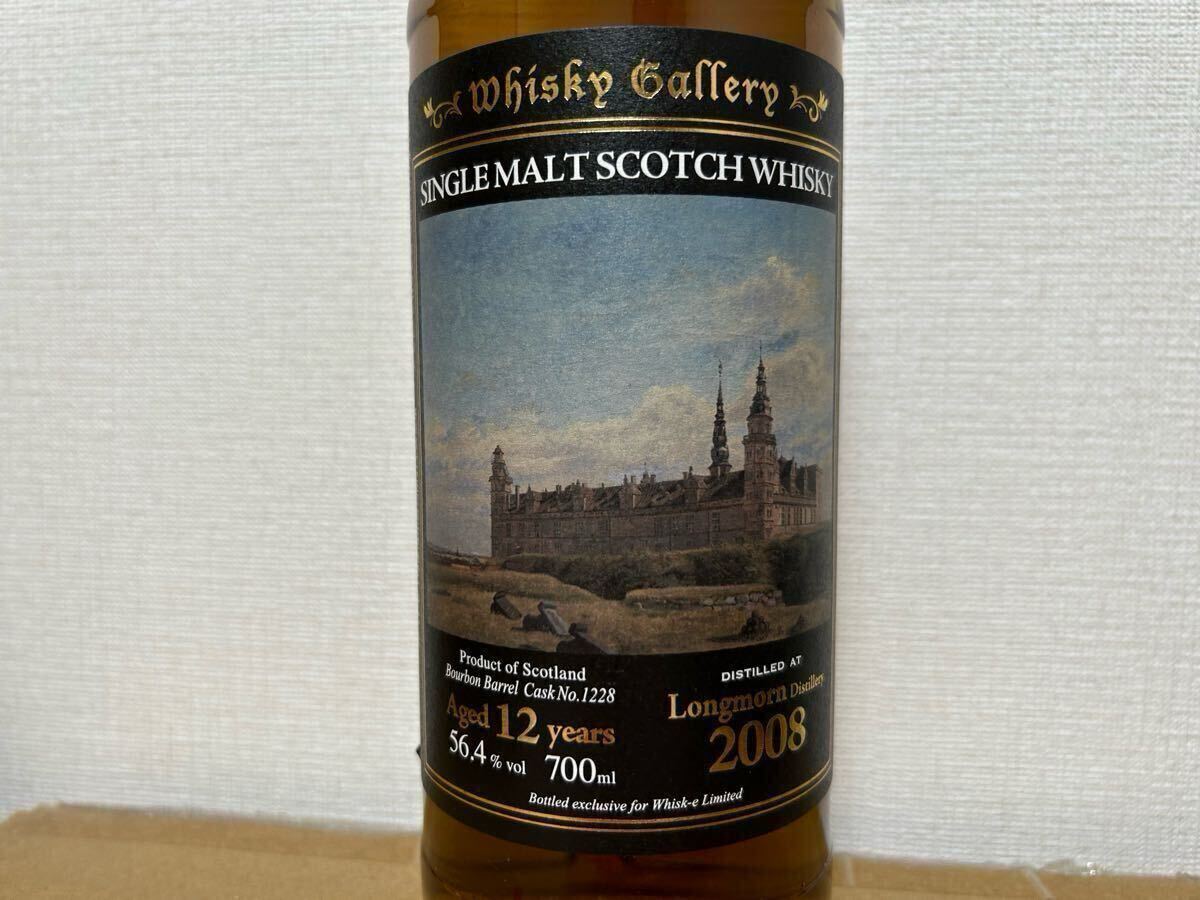 Whisky Gallery
SINGLE MALT SCOTCH WHISKY
Product of Scotland
Bourbon Barrel Cask No.1228
Aged 12 years
56.4 % vol 700ml
DISTILLED AT
Longmorn Distillery
2008
Bottled exclusive for Whisk-e Limited